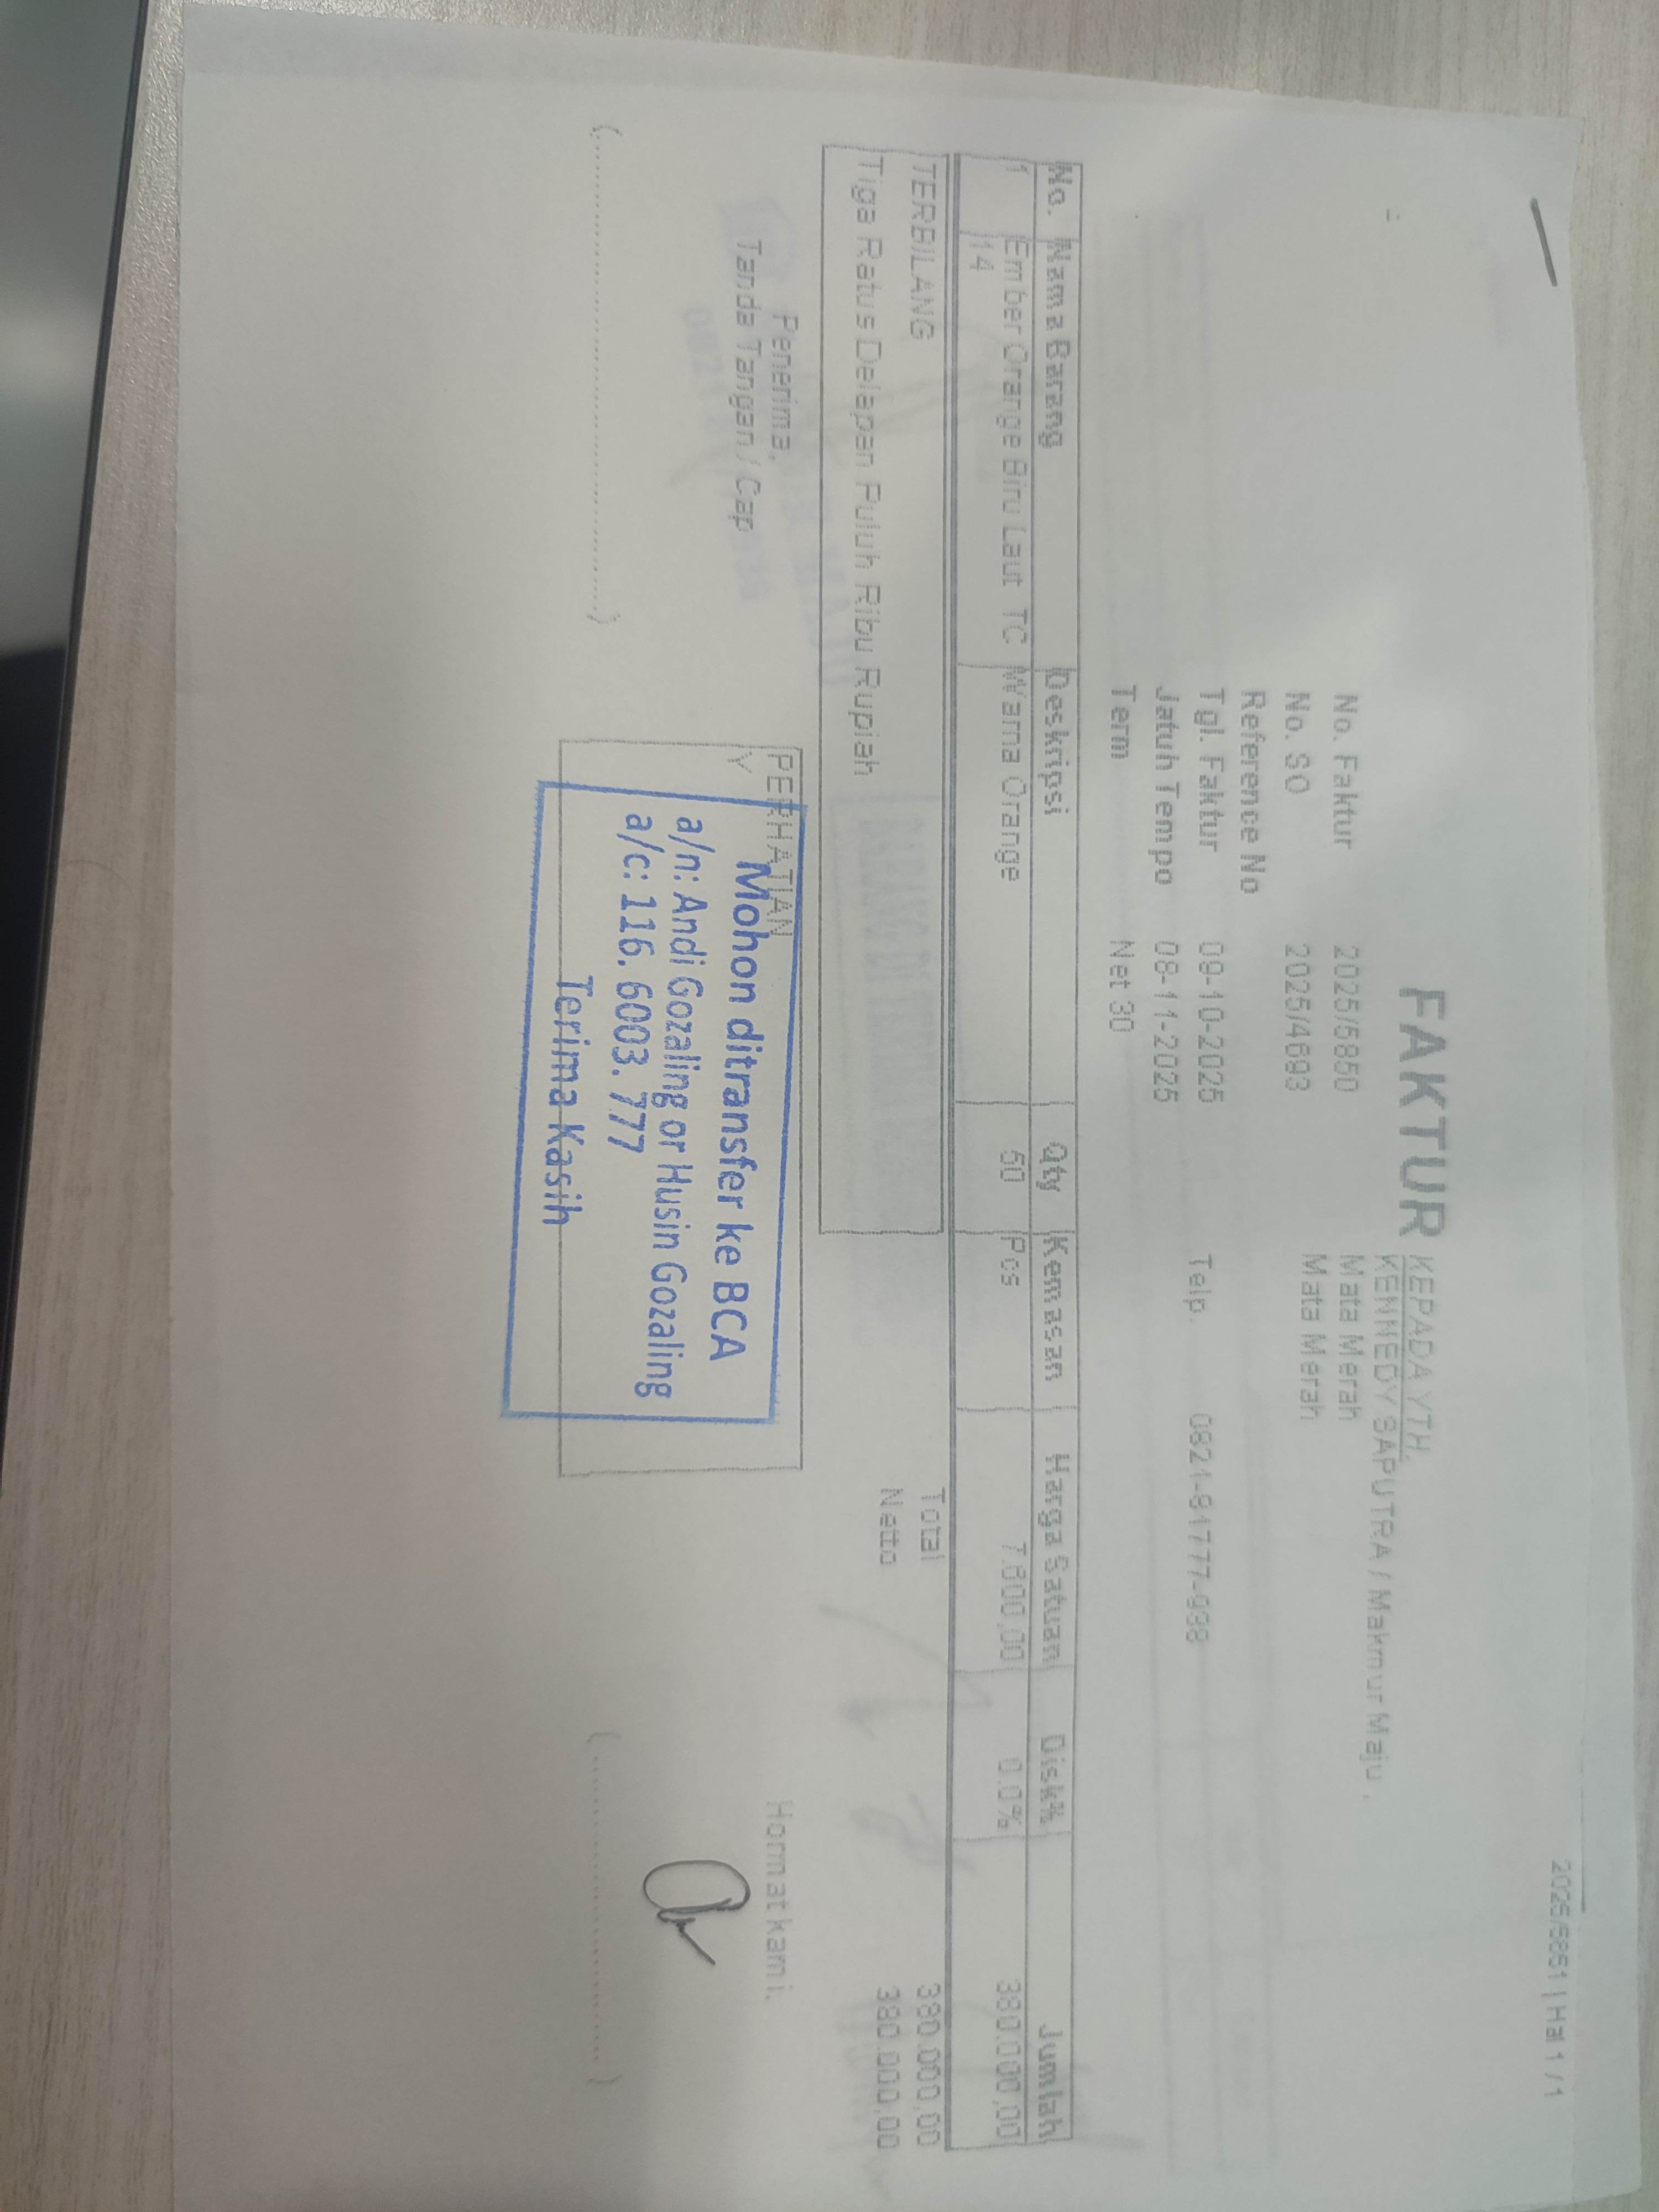 2025/5851 | Hal 1 / 1
FAKTUR
KEPADA YTH,
KENNEDY SAPUTRA / Makmur Maju .
Mata Merah
Mata Merah
Telp. 0821-81777-988
No. Faktur 2025/5850
No. SO 2025/4693
Reference No
Tgl. Faktur 09-10-2025
Jatuh Tempo 08-11-2025
Term Net 30
No. Nama Barang Deskripsi Qty Kemasan Harga Satuan Disk% Jumlah
1 Ember Orange Biru Laut TC Warna Orange 50 Pcs 7.600,00 0.0% 380.000,00
14
TERBILANG
Tiga Ratus Delapan Puluh Ribu Rupiah
Total 380.000,00
Netto 380.000,00
Penerima,
Tanda Tangan / Cap
PERHATIAN
Mohon ditransfer ke BCA
a/n: Andi Gozaling or Husin Gozaling
a/c: 116. 6003. 777
Terima Kasih
Hormat kami,